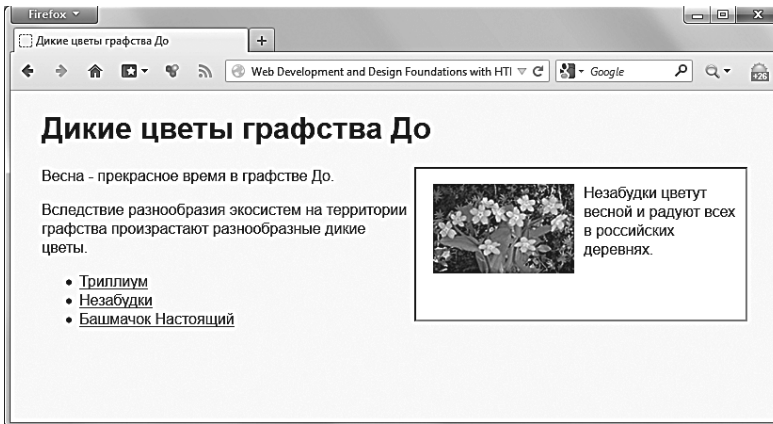 Firefox
Дикие цветы графства До
Web Development and Design Foundations with HTI
Google
+26
Дикие цветы графства До
Весна - прекрасное время в графстве До.
Вследствие разнообразия экосистем на территории
графства произрастают разнообразные дикие
цветы.
Триллиум
Незабудки
Башмачок Настоящий
Незабудки цветут
весной и радуют всех
в российских
деревнях.